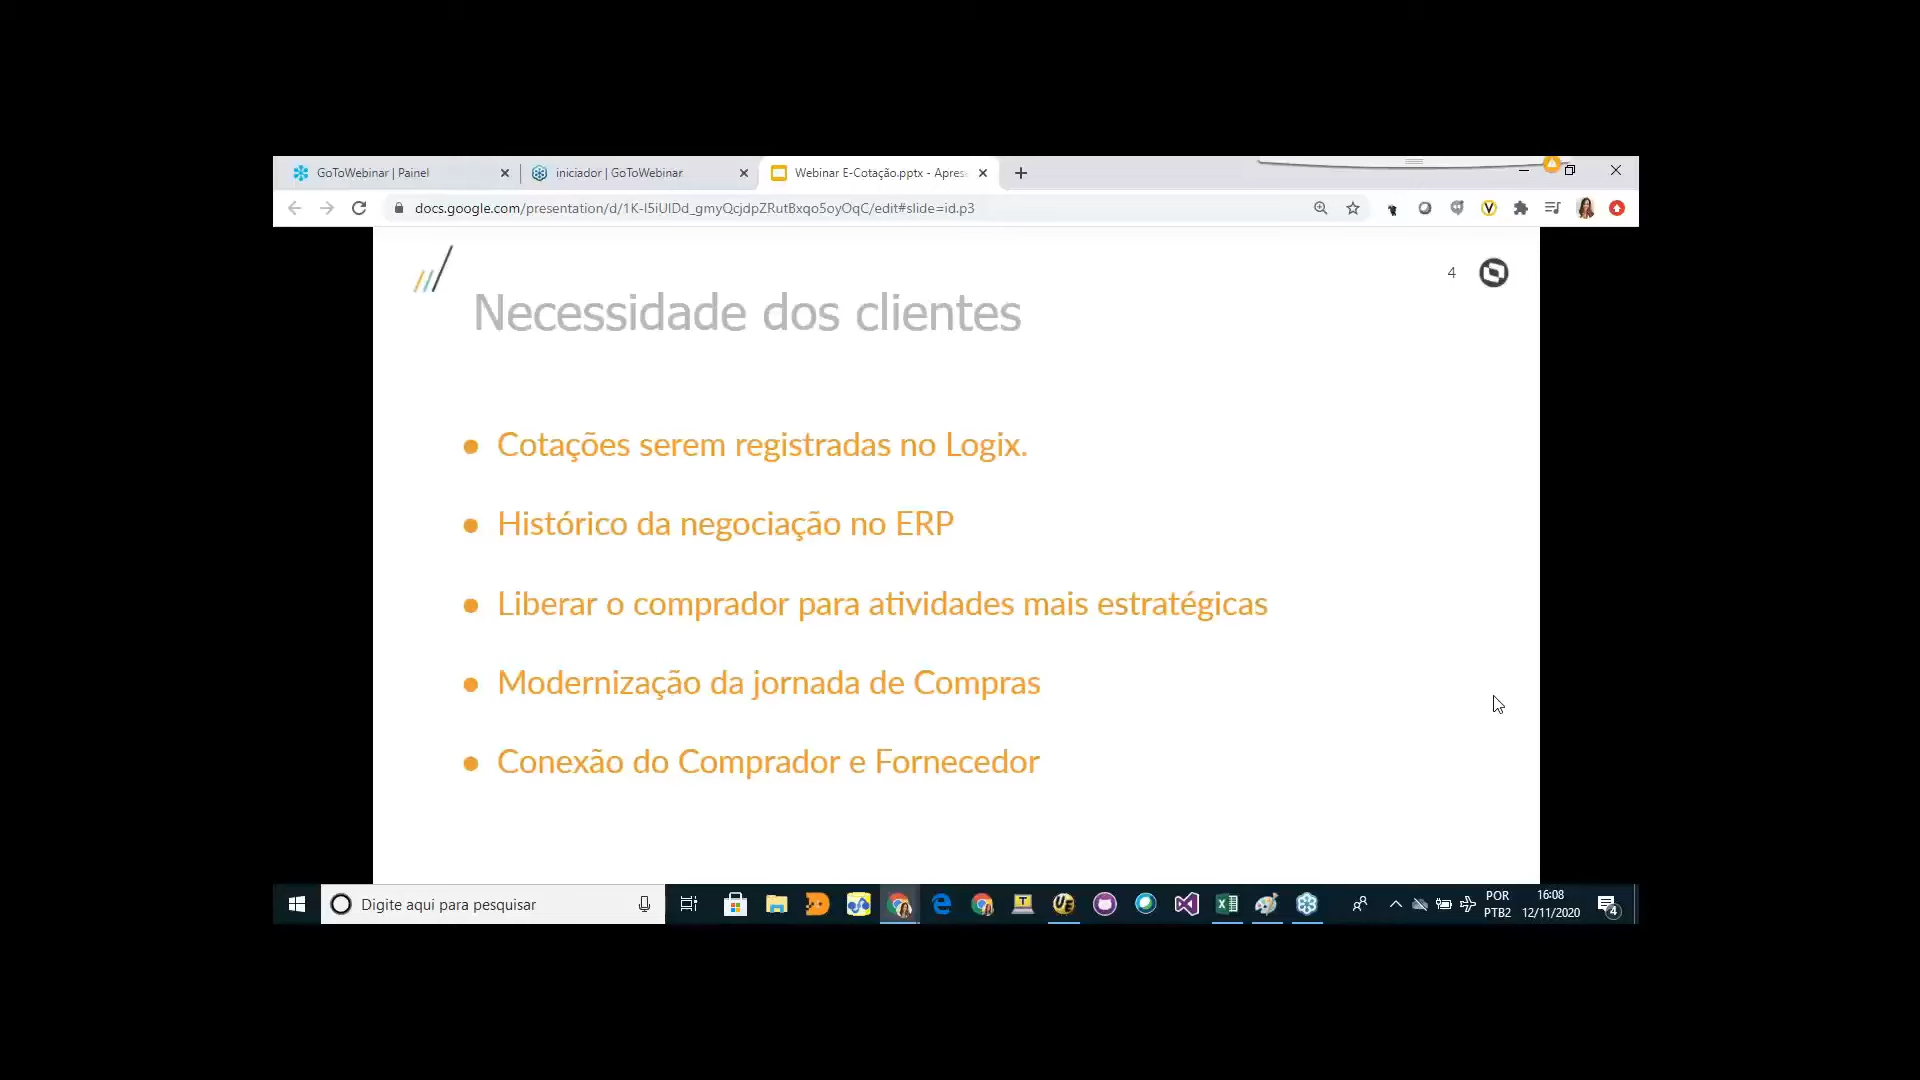 GoToWebinar | Painel
iniciador | GoToWebinar
Webinar E-Cotação.pptx - Apres
docs.google.com/presentation/d/1K-I5iUIDd_gmyQcjdpZRutBxqo5oyOqC/edit#slide=id.p3
4
Necessidade dos clientes
Cotações serem registradas no Logix.
Histórico da negociação no ERP
Liberar o comprador para atividades mais estratégicas
Modernização da jornada de Compras
Conexão do Comprador e Fornecedor
Digite aqui para pesquisar
POR
PTB2
16:08
12/11/2020
4